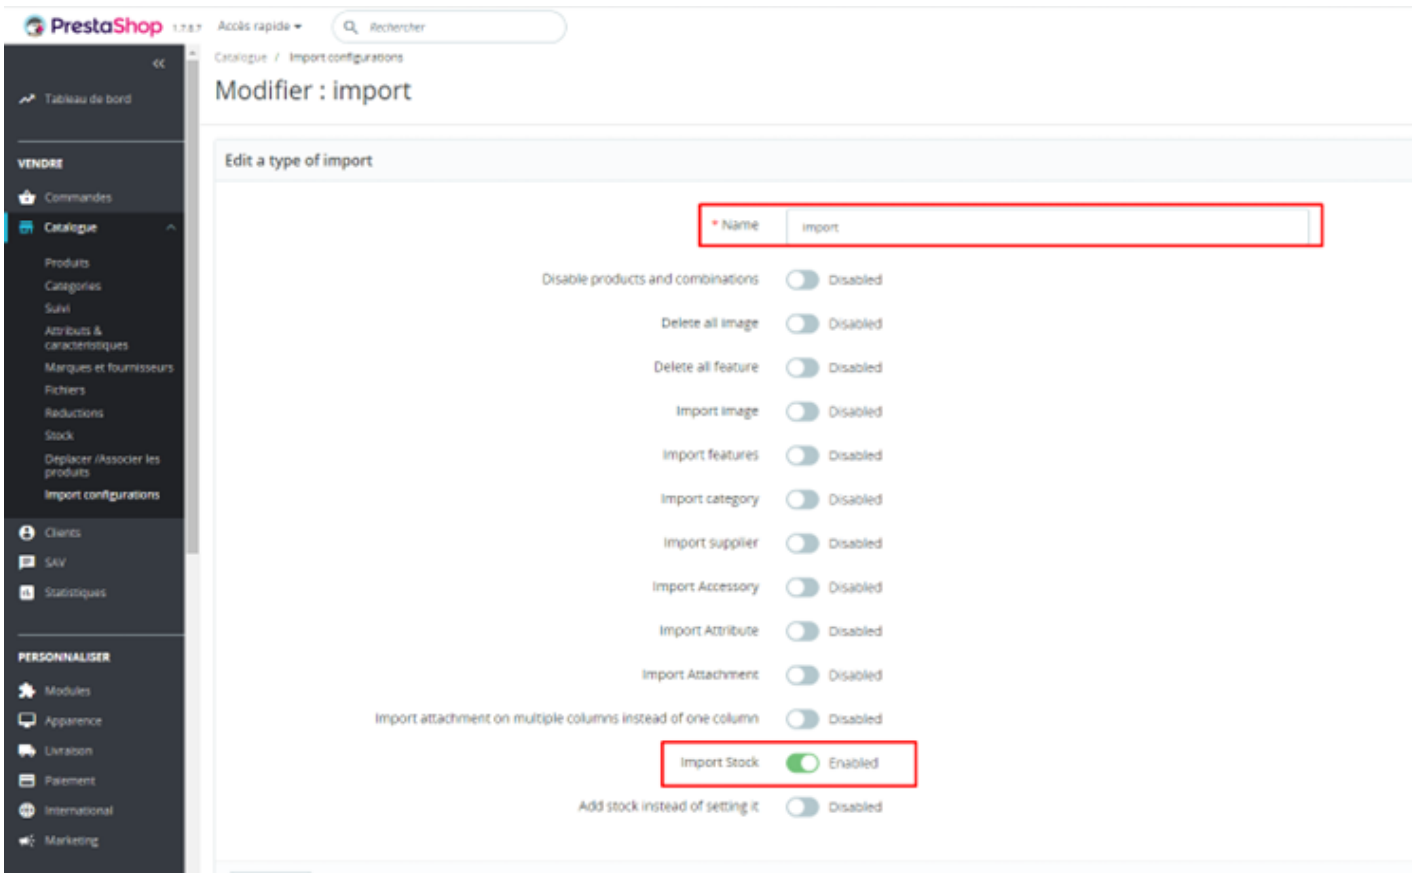 PrestaShop 1.7.8.7 Accès rapide Rechercher
Catalogue / Import configurations
Modifier : import
Tableau de bord
VENDRE
Commandes
Catalogue
Produits
Catégories
Suivi
Attributs &
caractéristiques
Marques et fournisseurs
Fichiers
Réductions
Stock
Déplacer /Associer les
produits
Import configurations
Clients
SAV
Statistiques
PERSONNALISER
Modules
Apparence
Livraison
Paiement
International
Marketing
Edit a type of import
* Name import
Disable products and combinations Disabled
Delete all image Disabled
Delete all feature Disabled
Import image Disabled
Import features Disabled
Import category Disabled
Import supplier Disabled
Import Accessory Disabled
Import Attribute Disabled
Import Attachment Disabled
Import attachment on multiple columns instead of one column Disabled
Import Stock Enabled
Add stock instead of setting it Disabled